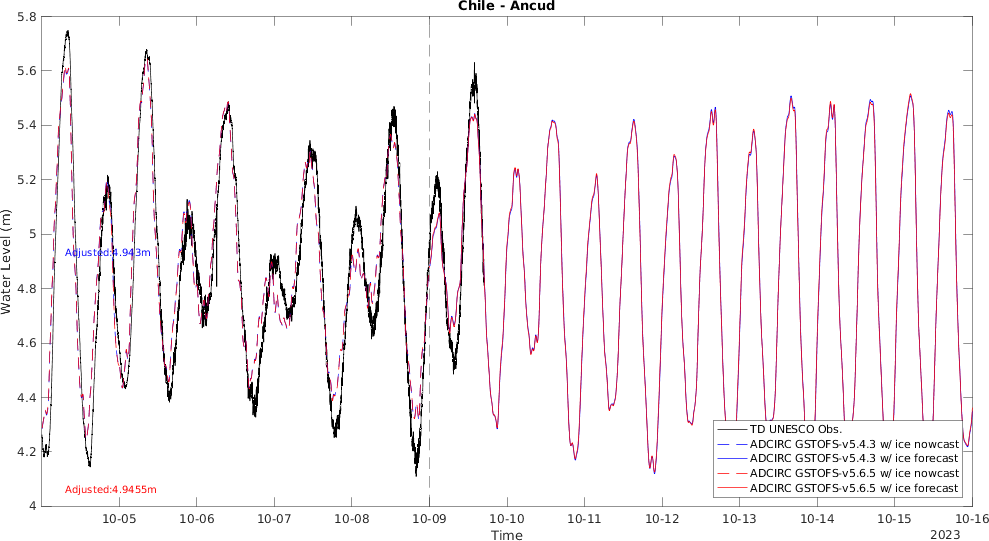 Chile - Ancud
5.8
5.6
5.4
5.2
5
4.8
4.6
4.4
4.2
4
Water Level (m)
Adjusted:4.943m
Adjusted:4.9455m
TD UNESCO Obs.
ADCIRC GSTOFS-v5.4.3 w/ ice nowcast
ADCIRC GSTOFS-v5.4.3 w/ ice forecast
ADCIRC GSTOFS-v5.6.5 w/ ice nowcast
ADCIRC GSTOFS-v5.6.5 w/ ice forecast
10-05 10-06 10-07 10-08 10-09 10-10 10-11 10-12 10-13 10-14 10-15 10-16
Time
2023